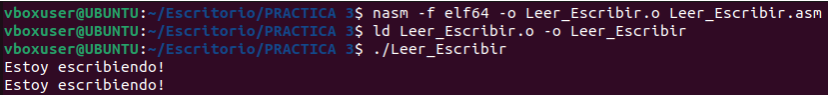 vboxuser@UBUNTU:~/Escritorio/PRACTICA 3$ nasm -f elf64 -o Leer_Escribir.o Leer_Escribir.asm
vboxuser@UBUNTU:~/Escritorio/PRACTICA 3$ ld Leer_Escribir.o -o Leer_Escribir
vboxuser@UBUNTU:~/Escritorio/PRACTICA 3$ ./Leer_Escribir
Estoy escribiendo!
Estoy escribiendo!